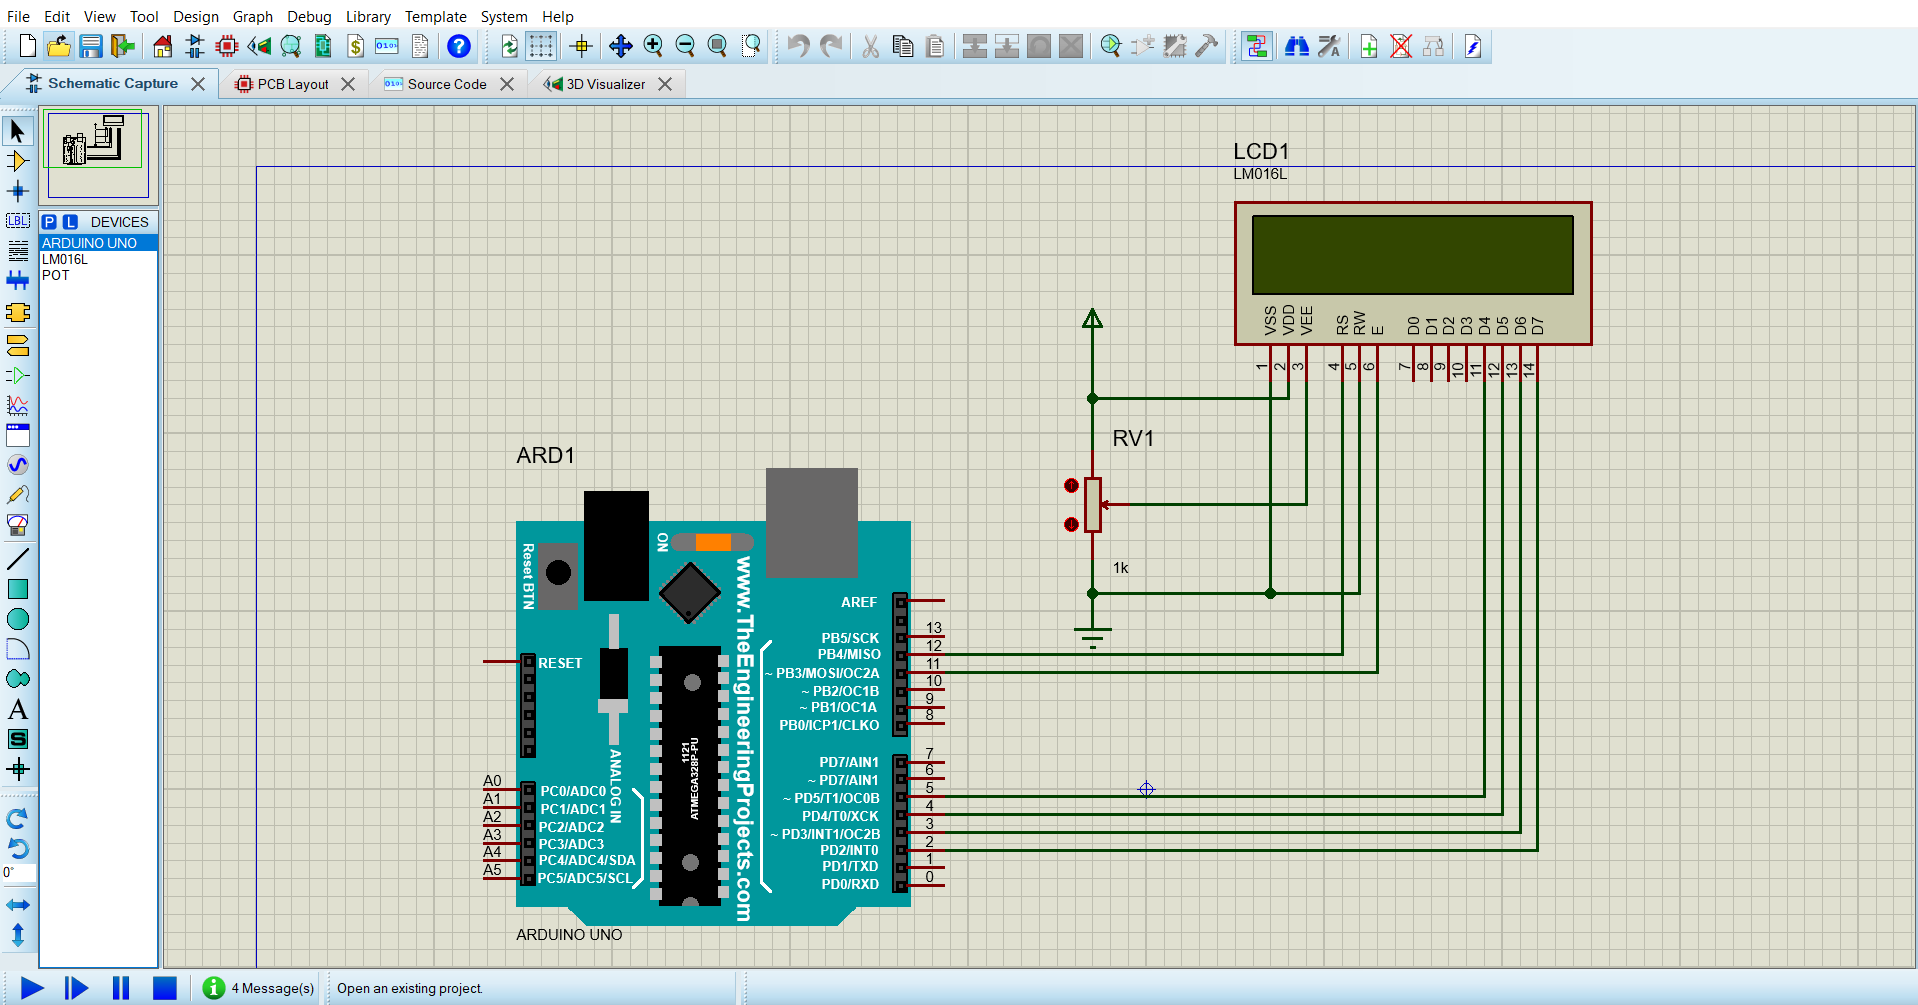 File Edit View Tool Design Graph Debug Library Template System Help
Schematic Capture
PCB Layout
Source Code
3D Visualizer
P L DEVICES
ARDUINO UNO
LM016L
POT
LBL
A
S
0°
LCD1
LM016L
VSS VDD VEE RS RW E D0 D1 D2 D3 D4 D5 D6 D7
1 2 3 4 5 6 7 8 9 10 11 12 13 14
RV1
1k
ARD1
ON
Reset BTN
www.TheEngineeringProjects.com
1121
ATMEGA328P-PU
ANALOG IN
RESET
AREF
PB5/SCK 13
PB4/MISO 12
~ PB3/MOSI/OC2A 11
~ PB2/OC1B 10
~ PB1/OC1A 9
PB0/ICP1/CLKO 8
PD7/AIN1 7
~ PD7/AIN1 6
~ PD5/T1/OC0B 5
PD4/T0/XCK 4
~ PD3/INT1/OC2B 3
PD2/INT0 2
PD1/TXD 1
PD0/RXD 0
A0 PC0/ADC0
A1 PC1/ADC1
A2 PC2/ADC2
A3 PC3/ADC3
A4 PC4/ADC4/SDA
A5 PC5/ADC5/SCL
ARDUINO UNO
4 Message(s)
Open an existing project.